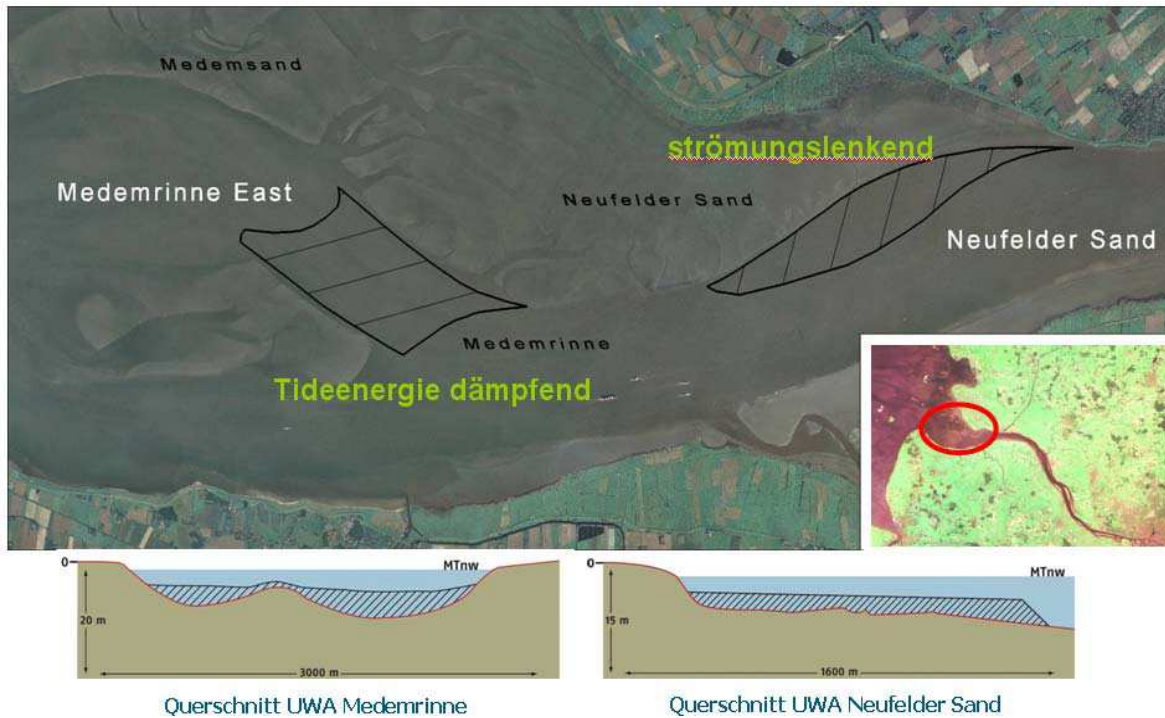 Medemsand
strömungslenkend
Medemrinne East
Neufelder Sand
Neufelder Sand
Medemrinne
Tideenergie dämpfend
0
MTnw
20 m
3000 m
Querschnitt UWA Medemrinne
0
MTnw
15 m
1600 m
Querschnitt UWA Neufelder Sand